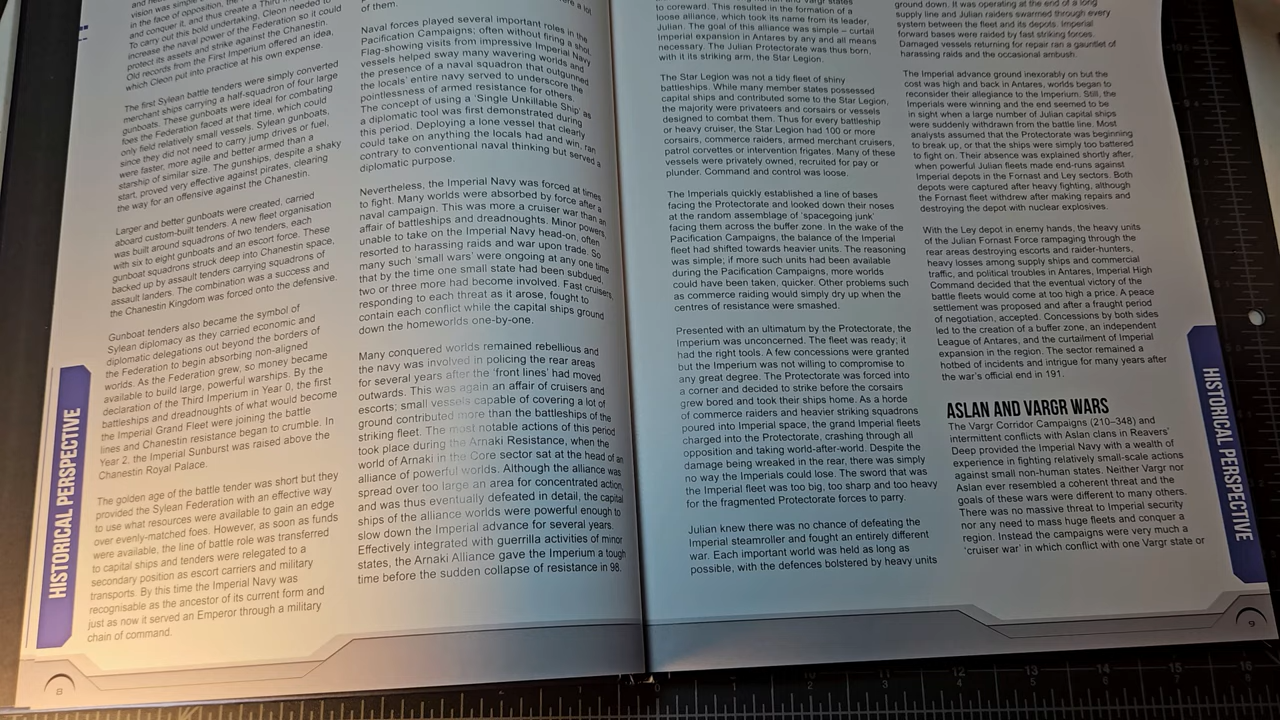 vision was simple
in the face of opposition, the
and conquer it, and thus create a Third
To carry out this bold undertaking, Cleon needed to
increase the naval power of the Federation so it could
protect its assets and strike against the Chanestin.
Old records from the First Imperium offered an idea,
which Cleon put into practice at his own expense.
The first Sylean battle tenders were simply converted
merchant ships carrying a half-squadron of four large
gunboats. These gunboats were ideal for combating
foes the Federation faced at that time, which could
only field relatively small vessels. Sylean gunboats,
since they did not need to carry jump drives or fuel,
were faster, more agile and better armed than a
starship of similar size. The gunships, despite a shaky
start, proved very effective against pirates, clearing
the way for an offensive against the Chanestin.
Larger and better gunboats were created, carried
aboard custom-built tenders. A new fleet organisation
was built around squadrons of two tenders, each
with six to eight gunboats and an escort force. These
gunboat squadrons struck deep into Chanestin space,
backed up by assault tenders carrying squadrons of
assault landers. The combination was a success and
the Chanestin Kingdom was forced onto the defensive.
Gunboat tenders also became the symbol of
Sylean diplomacy as they carried economic and
diplomatic delegations out beyond the borders of
the Federation to begin absorbing non-aligned
worlds. As the Federation grew, so money became
available to build large, powerful warships. By the
declaration of the Third Imperium in Year 0, the first
battleships and dreadnoughts of what would become
the Imperial Grand Fleet were joining the battle
lines and Chanestin resistance began to crumble. In
Year 2, the Imperial Sunburst was raised above the
Chanestin Royal Palace.
The golden age of the battle tender was short but they
provided the Sylean Federation with an effective way
to use what resources were available to gain an edge
over evenly-matched foes. However, as soon as funds
were available, the line of battle role was transferred
to capital ships and tenders were relegated to a
secondary position as escort carriers and military
transports. By this time the Imperial Navy was
recognisable as the ancestor of its current form and
just as now it served an Emperor through a military
chain of command.
of them.
Naval forces played several important roles in the
Pacification Campaigns; often without firing a shot.
Flag-showing visits from impressive Imperial Navy
vessels helped sway many wavering worlds and
the presence of a naval squadron that outgunned
the locals' entire navy served to underscore the
pointlessness of armed resistance for others.
The concept of using a 'Single Unkillable Ship' as
a diplomatic tool was first demonstrated during
this period. Deploying a lone vessel that clearly
could take on anything the locals had and win, ran
contrary to conventional naval thinking but served a
diplomatic purpose.
Nevertheless, the Imperial Navy was forced at times
to fight. Many worlds were absorbed by force after a
naval campaign. This was more a cruiser war than an
affair of battleships and dreadnoughts. Minor powers,
unable to take on the Imperial Navy head-on, often
resorted to harassing raids and war upon trade. So
many such 'small wars' were ongoing at any one time
that by the time one small state had been subdued,
two or three more had become involved. Fast cruisers,
responding to each threat as it arose, fought to
contain each conflict while the capital ships ground
down the homeworlds one-by-one.
Many conquered worlds remained rebellious and
the navy was involved in policing the rear areas
for several years after the 'front lines' had moved
outwards. This was again an affair of cruisers and
escorts; small vessels capable of covering a lot of
ground contributed more than the battleships of the
striking fleet. The most notable actions of this period
took place during the Arnaki Resistance, when the
world of Arnaki in the Core sector sat at the head of an
alliance of powerful worlds. Although the alliance was
spread over too large an area for concentrated action,
and was thus eventually defeated in detail, the capital
ships of the alliance worlds were powerful enough to
slow down the Imperial advance for several years.
Effectively integrated with guerrilla activities of minor
states, the Arnaki Alliance gave the Imperium a tough
time before the sudden collapse of resistance in 98.
HISTORICAL PERSPECTIVE
8
to coreward. This resulted in the formation of a
loose alliance, which took its name from its leader,
Julian. The goal of this alliance was simple – curtail
Imperial expansion in Antares by any and all means
necessary. The Julian Protectorate was thus born,
with it its striking arm, the Star Legion.
The Star Legion was not a tidy fleet of shiny
battleships. While many member states possessed
capital ships and contributed some to the Star Legion,
the majority were privateers and corsairs or vessels
designed to combat them. Thus for every battleship
or heavy cruiser, the Star Legion had 100 or more
corsairs, commerce raiders, armed merchant cruisers,
patrol corvettes or intervention frigates. Many of these
vessels were privately owned, recruited for pay or
plunder. Command and control was loose.
The Imperials quickly established a line of bases
facing the Protectorate and looked down their noses
at the random assemblage of 'spacegoing junk'
facing them across the buffer zone. In the wake of the
Pacification Campaigns, the balance of the Imperial
fleet had shifted towards heavier units. The reasoning
was simple; if more such units had been available
during the Pacification Campaigns, more worlds
could have been taken, quicker. Other problems such
as commerce raiding would simply dry up when the
centres of resistance were smashed.
Presented with an ultimatum by the Protectorate, the
Imperium was unconcerned. The fleet was ready; it
had the right tools. A few concessions were granted
but the Imperium was not willing to compromise to
any great degree. The Protectorate was forced into
a corner and decided to strike before the corsairs
grew bored and took their ships home. As a horde
of commerce raiders and heavier striking squadrons
poured into Imperial space, the grand Imperial fleets
charged into the Protectorate, crashing through all
opposition and taking world-after-world. Despite the
damage being wreaked in the rear, there was simply
no way the Imperials could lose. The sword that was
the Imperial fleet was too big, too sharp and too heavy
for the fragmented Protectorate forces to parry.
Julian knew there was no chance of defeating the
Imperial steamroller and fought an entirely different
war. Each important world was held as long as
possible, with the defences bolstered by heavy units
ground down. It was operating at the end of a long
supply line and Julian raiders swarmed through every
system between the fleet and its depots. Imperial
forward bases were raided by fast striking forces.
Damaged vessels returning for repair ran a gauntlet of
harassing raids and the occasional ambush.
The Imperial advance ground inexorably on but the
cost was high and back in Antares, worlds began to
reconsider their allegiance to the Imperium. Still, the
Imperials were winning and the end seemed to be
in sight when a large number of Julian capital ships
were suddenly withdrawn from the battle line. Most
analysts assumed that the Protectorate was beginning
to break up, or that the ships were simply too battered
to fight on. Their absence was explained shortly after,
when powerful Julian fleets made end-runs against
Imperial depots in the Fornast and Ley sectors. Both
depots were captured after heavy fighting, although
the Fornast fleet withdrew after making repairs and
destroying the depot with nuclear explosives.
With the Ley depot in enemy hands, the heavy units
of the Julian Fornast Force rampaging through the
rear areas destroying escorts and raider-hunters,
heavy losses among supply ships and commercial
traffic, and political troubles in Antares, Imperial High
Command decided that the eventual victory of the
battle fleets would come at too high a price. A peace
settlement was proposed and after a fraught period
of negotiation, accepted. Concessions by both sides
led to the creation of a buffer zone, an independent
League of Antares, and the curtailment of Imperial
expansion in the region. The sector remained a
hotbed of incidents and intrigue for many years after
the war's official end in 191.
ASLAN AND VARGR WARS
The Vargr Corridor Campaigns (210–348) and
intermittent conflicts with Aslan clans in Reavers'
Deep provided the Imperial Navy with a wealth of
experience in fighting relatively small-scale actions
against small non-human states. Neither Vargr nor
Aslan ever resembled a coherent threat and the
goals of these wars were different to many others.
There was no massive threat to Imperial security
nor any need to mass huge fleets and conquer a
region. Instead the campaigns were very much a
'cruiser war' in which conflict with one Vargr state or
HISTORICAL PERSPECTIVE
9